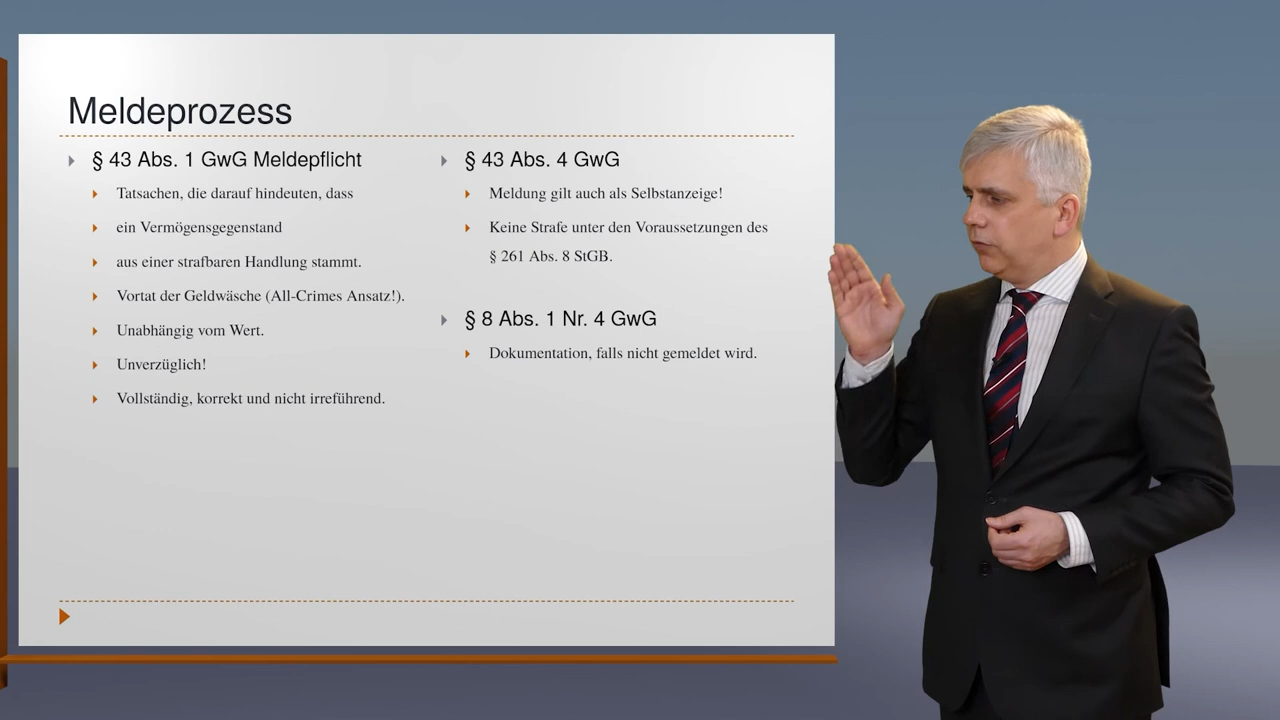 Meldeprozess
§ 43 Abs. 1 GwG Meldepflicht
Tatsachen, die darauf hindeuten, dass
ein Vermögensgegenstand
aus einer strafbaren Handlung stammt.
Vortat der Geldwäsche (All-Crimes Ansatz!).
Unabhängig vom Wert.
Unverzüglich!
Vollständig, korrekt und nicht irreführend.
§ 43 Abs. 4 GwG
Meldung gilt auch als Selbstanzeige!
Keine Strafe unter den Voraussetzungen des
§ 261 Abs. 8 StGB.
§ 8 Abs. 1 Nr. 4 GwG
Dokumentation, falls nicht gemeldet wird.